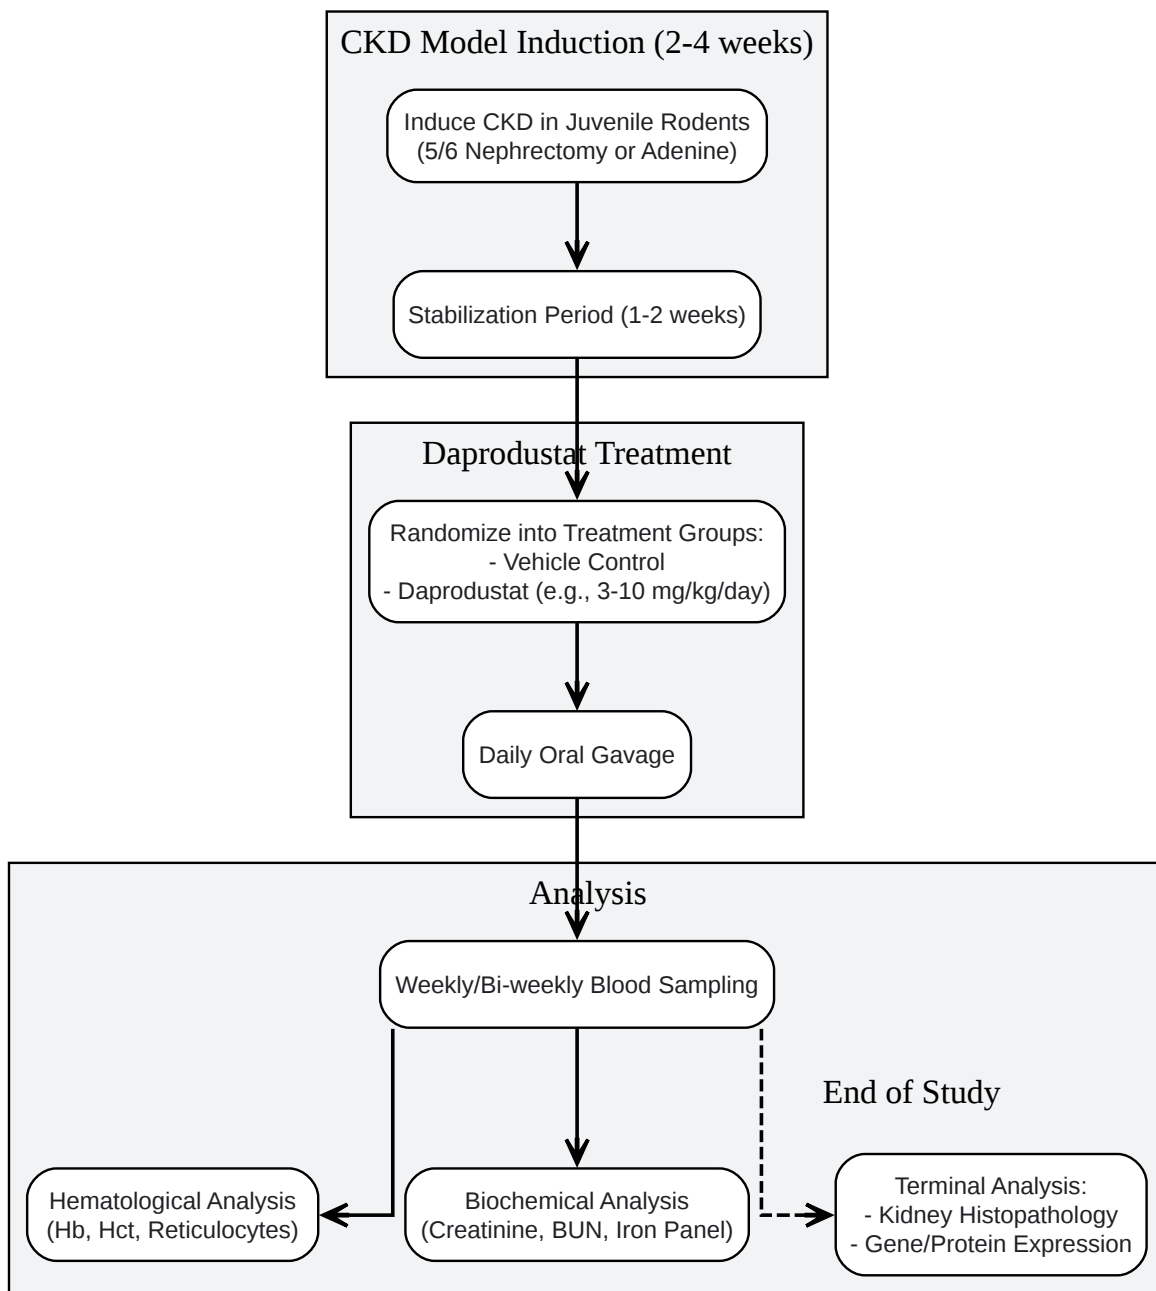 CKD Model Induction (2-4 weeks)
Induce CKD in Juvenile Rodents
(5/6 Nephrectomy or Adenine)
Stabilization Period (1-2 weeks)
Daprodustat Treatment
Randomize into Treatment Groups:
- Vehicle Control
- Daprodustat (e.g., 3-10 mg/kg/day)
Daily Oral Gavage
Analysis
Weekly/Bi-weekly Blood Sampling
End of Study
Hematological Analysis
(Hb, Hct, Reticulocytes)
Biochemical Analysis
(Creatinine, BUN, Iron Panel)
Terminal Analysis:
- Kidney Histopathology
- Gene/Protein Expression